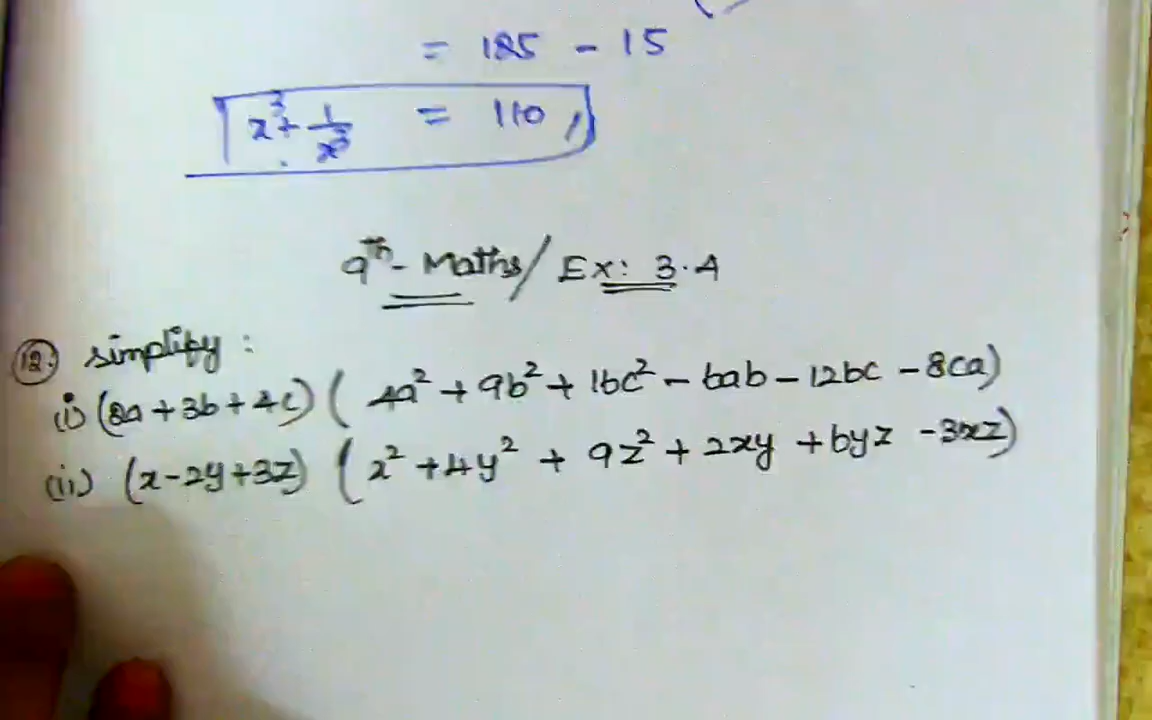 = 125 - 15
x³ + 1/x³ = 110 //
9th - Maths / Ex: 3.4
12. simplify:
(i) (2a + 3b + 4c) ( 4a² + 9b² + 16c² - 6ab - 12bc - 8ca)
(ii) (x - 2y + 3z) ( x² + 4y² + 9z² + 2xy + 6yz - 3xz)